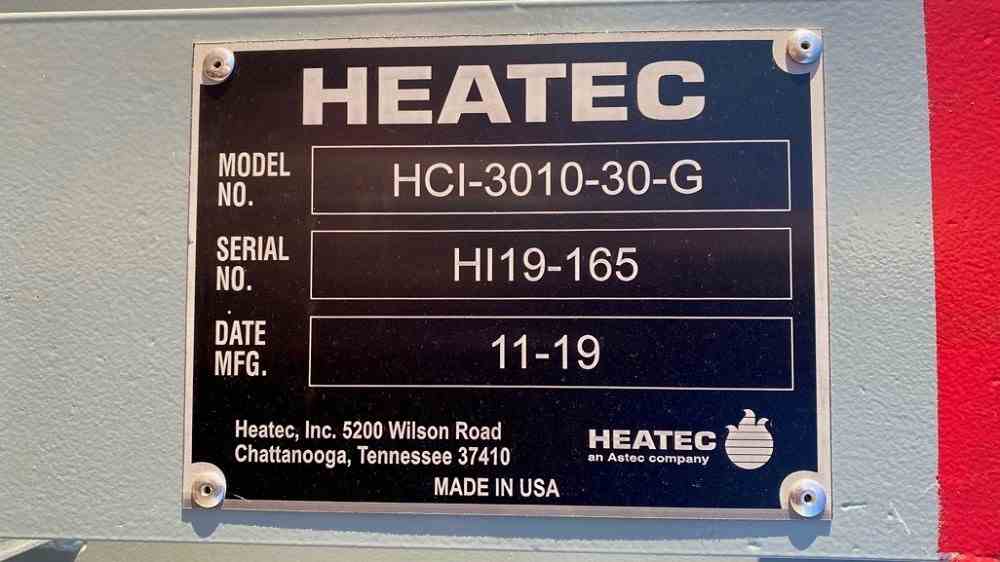 HEATEC
MODEL NO. HCI-3010-30-G
SERIAL NO. HI19-165
DATE MFG. 11-19
Heatec, Inc. 5200 Wilson Road
Chattanooga, Tennessee 37410
HEATEC
an Astec company
MADE IN USA